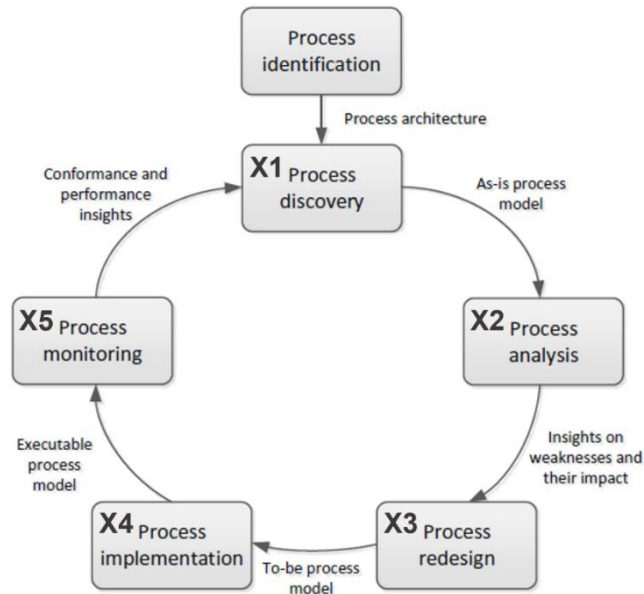 Process
identification
Process architecture
X1 Process
discovery
Conformance and
performance
insights
As-is process
model
X5 Process
monitoring
X2 Process
analysis
Executable
process
model
Insights on
weaknesses and
their impact
X4 Process
implementation
X3 Process
redesign
To-be process
model